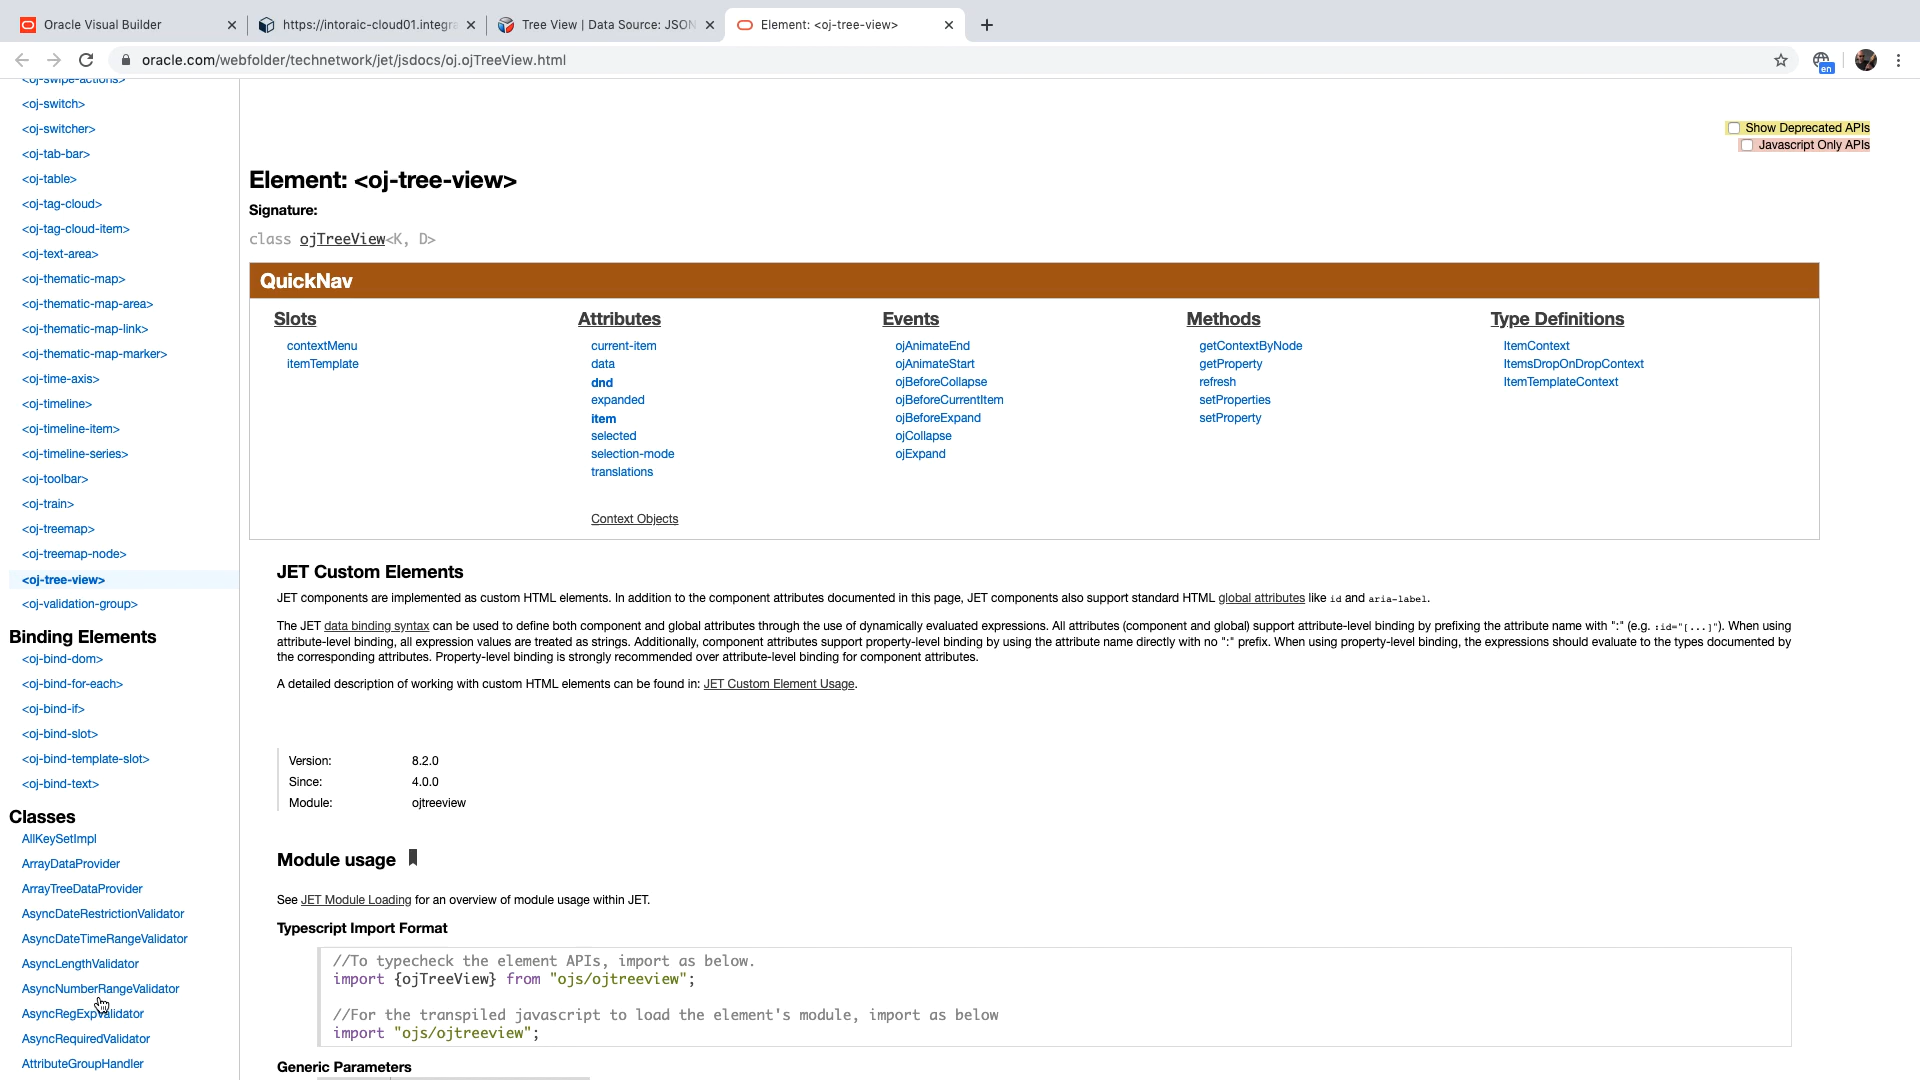 Oracle Visual Builder
https://intoraic-cloud01.integra
Tree View | Data Source: JSON
Element: <oj-tree-view>
oracle.com/webfolder/technetwork/jet/jsdocs/oj.ojTreeView.html
en
<oj-swipe-actions>
<oj-switch>
<oj-switcher>
<oj-tab-bar>
<oj-table>
<oj-tag-cloud>
<oj-tag-cloud-item>
<oj-text-area>
<oj-thematic-map>
<oj-thematic-map-area>
<oj-thematic-map-link>
<oj-thematic-map-marker>
<oj-time-axis>
<oj-timeline>
<oj-timeline-item>
<oj-timeline-series>
<oj-toolbar>
<oj-train>
<oj-treemap>
<oj-treemap-node>
<oj-tree-view>
<oj-validation-group>
Binding Elements
<oj-bind-dom>
<oj-bind-for-each>
<oj-bind-if>
<oj-bind-slot>
<oj-bind-template-slot>
<oj-bind-text>
Classes
AllKeySetImpl
ArrayDataProvider
ArrayTreeDataProvider
AsyncDateRestrictionValidator
AsyncDateTimeRangeValidator
AsyncLengthValidator
AsyncNumberRangeValidator
AsyncRegExpValidator
AsyncRequiredValidator
AttributeGroupHandler
Show Deprecated APIs
Javascript Only APIs
Element: <oj-tree-view>
Signature:
class ojTreeView<K, D>
QuickNav
Slots
contextMenu
itemTemplate
Attributes
current-item
data
dnd
expanded
item
selected
selection-mode
translations
Context Objects
Events
ojAnimateEnd
ojAnimateStart
ojBeforeCollapse
ojBeforeCurrentItem
ojBeforeExpand
ojCollapse
ojExpand
Methods
getContextByNode
getProperty
refresh
setProperties
setProperty
Type Definitions
ItemContext
ItemsDropOnDropContext
ItemTemplateContext
JET Custom Elements
JET components are implemented as custom HTML elements. In addition to the component attributes documented in this page, JET components also support standard HTML global attributes like id and aria-label.
The JET data binding syntax can be used to define both component and global attributes through the use of dynamically evaluated expressions. All attributes (component and global) support attribute-level binding by prefixing the attribute name with ":" (e.g. :id="[...]"). When using
attribute-level binding, all expression values are treated as strings. Additionally, component attributes support property-level binding by using the attribute name directly with no ":" prefix. When using property-level binding, the expressions should evaluate to the types documented by
the corresponding attributes. Property-level binding is strongly recommended over attribute-level binding for component attributes.
A detailed description of working with custom HTML elements can be found in: JET Custom Element Usage.
Version: 8.2.0
Since: 4.0.0
Module: ojtreeview
Module usage
See JET Module Loading for an overview of module usage within JET.
Typescript Import Format
//To typecheck the element APIs, import as below.
import {ojTreeView} from "ojs/ojtreeview";
//For the transpiled javascript to load the element's module, import as below
import "ojs/ojtreeview";
Generic Parameters